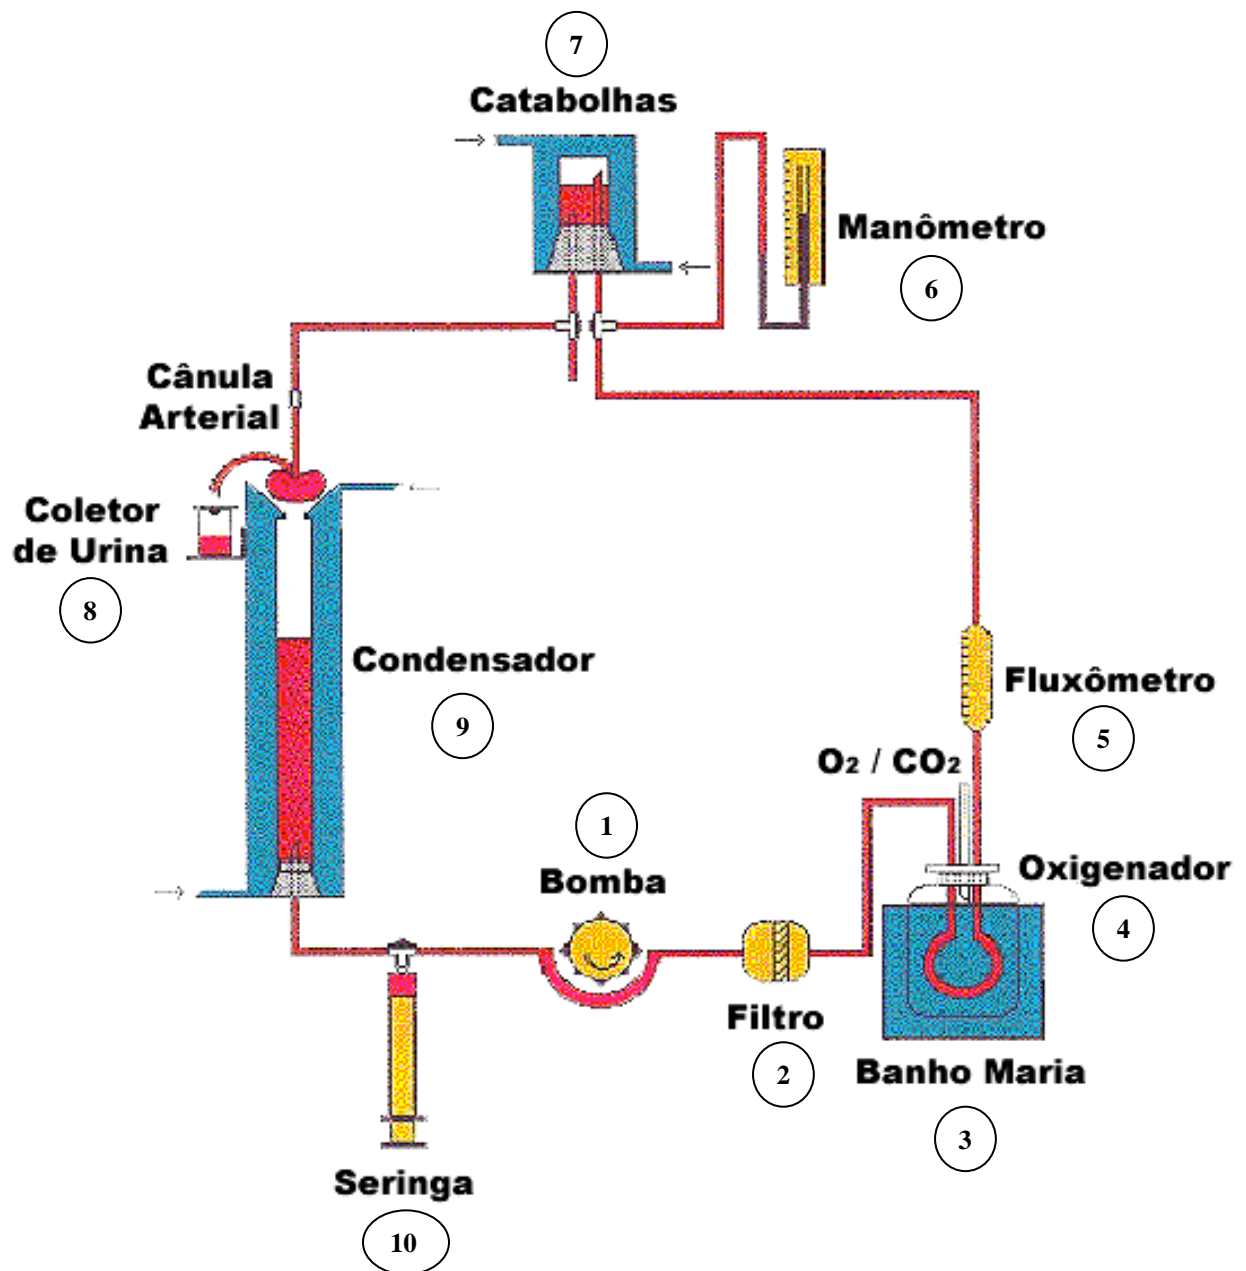 7
Catabolhas
Manômetro
6
Cânula
Arterial
Coletor
de Urina
8
Condensador
9
Fluxômetro
5
O₂ / CO₂
1
Bomba
Oxigenador
4
Filtro
2
Banho Maria
3
Seringa
10